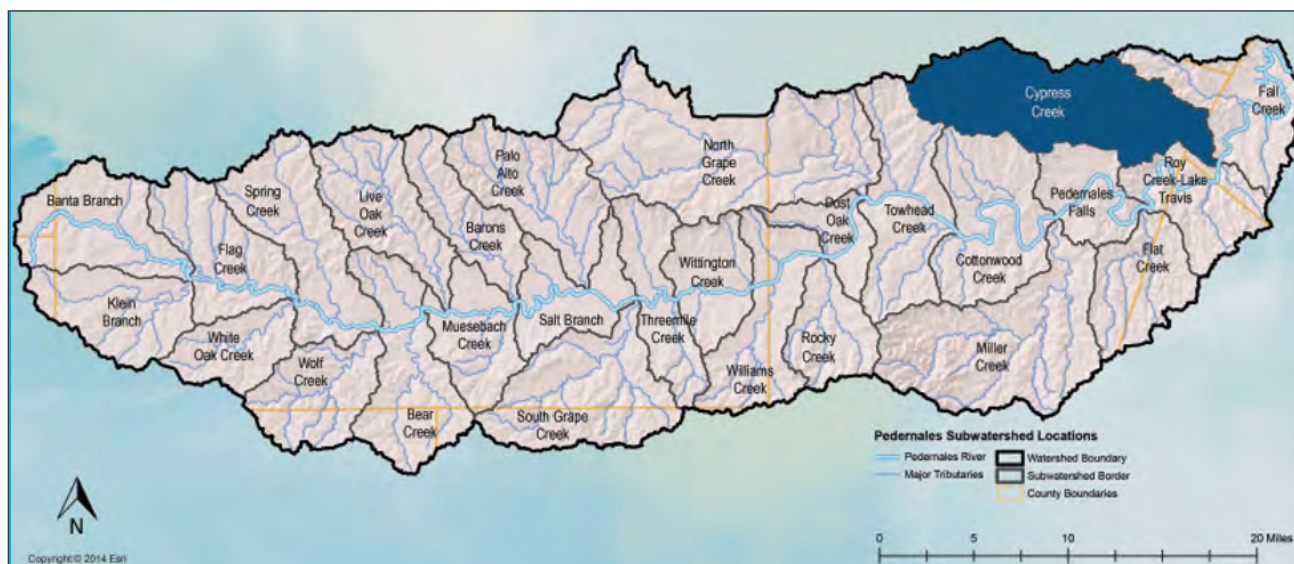 Cypress
Creek
Fall
Creek
North
Grape
Creek
Palo
Alto
Creek
Roy
Creek-Lake
Travis
Banta Branch
Spring
Creek
Live
Oak
Creek
Pedernales
Falls
Post
Oak
Creek
Towhead
Creek
Barons
Creek
Flag
Creek
Wittington
Creek
Cottonwood
Creek
Flat
Creek
Klein
Branch
Muesebach
Creek
Salt Branch
Threemile
Creek
White
Oak Creek
Wolf
Creek
Rocky
Creek
Miller
Creek
Williams
Creek
Bear
Creek
South Grape
Creek
Pedernales Subwatershed Locations
Pedernales River
Watershed Boundary
Major Tributaries
Subwatershed Border
County Boundaries
N
0 5 10 20 Miles
Copyright:© 2014 Esri